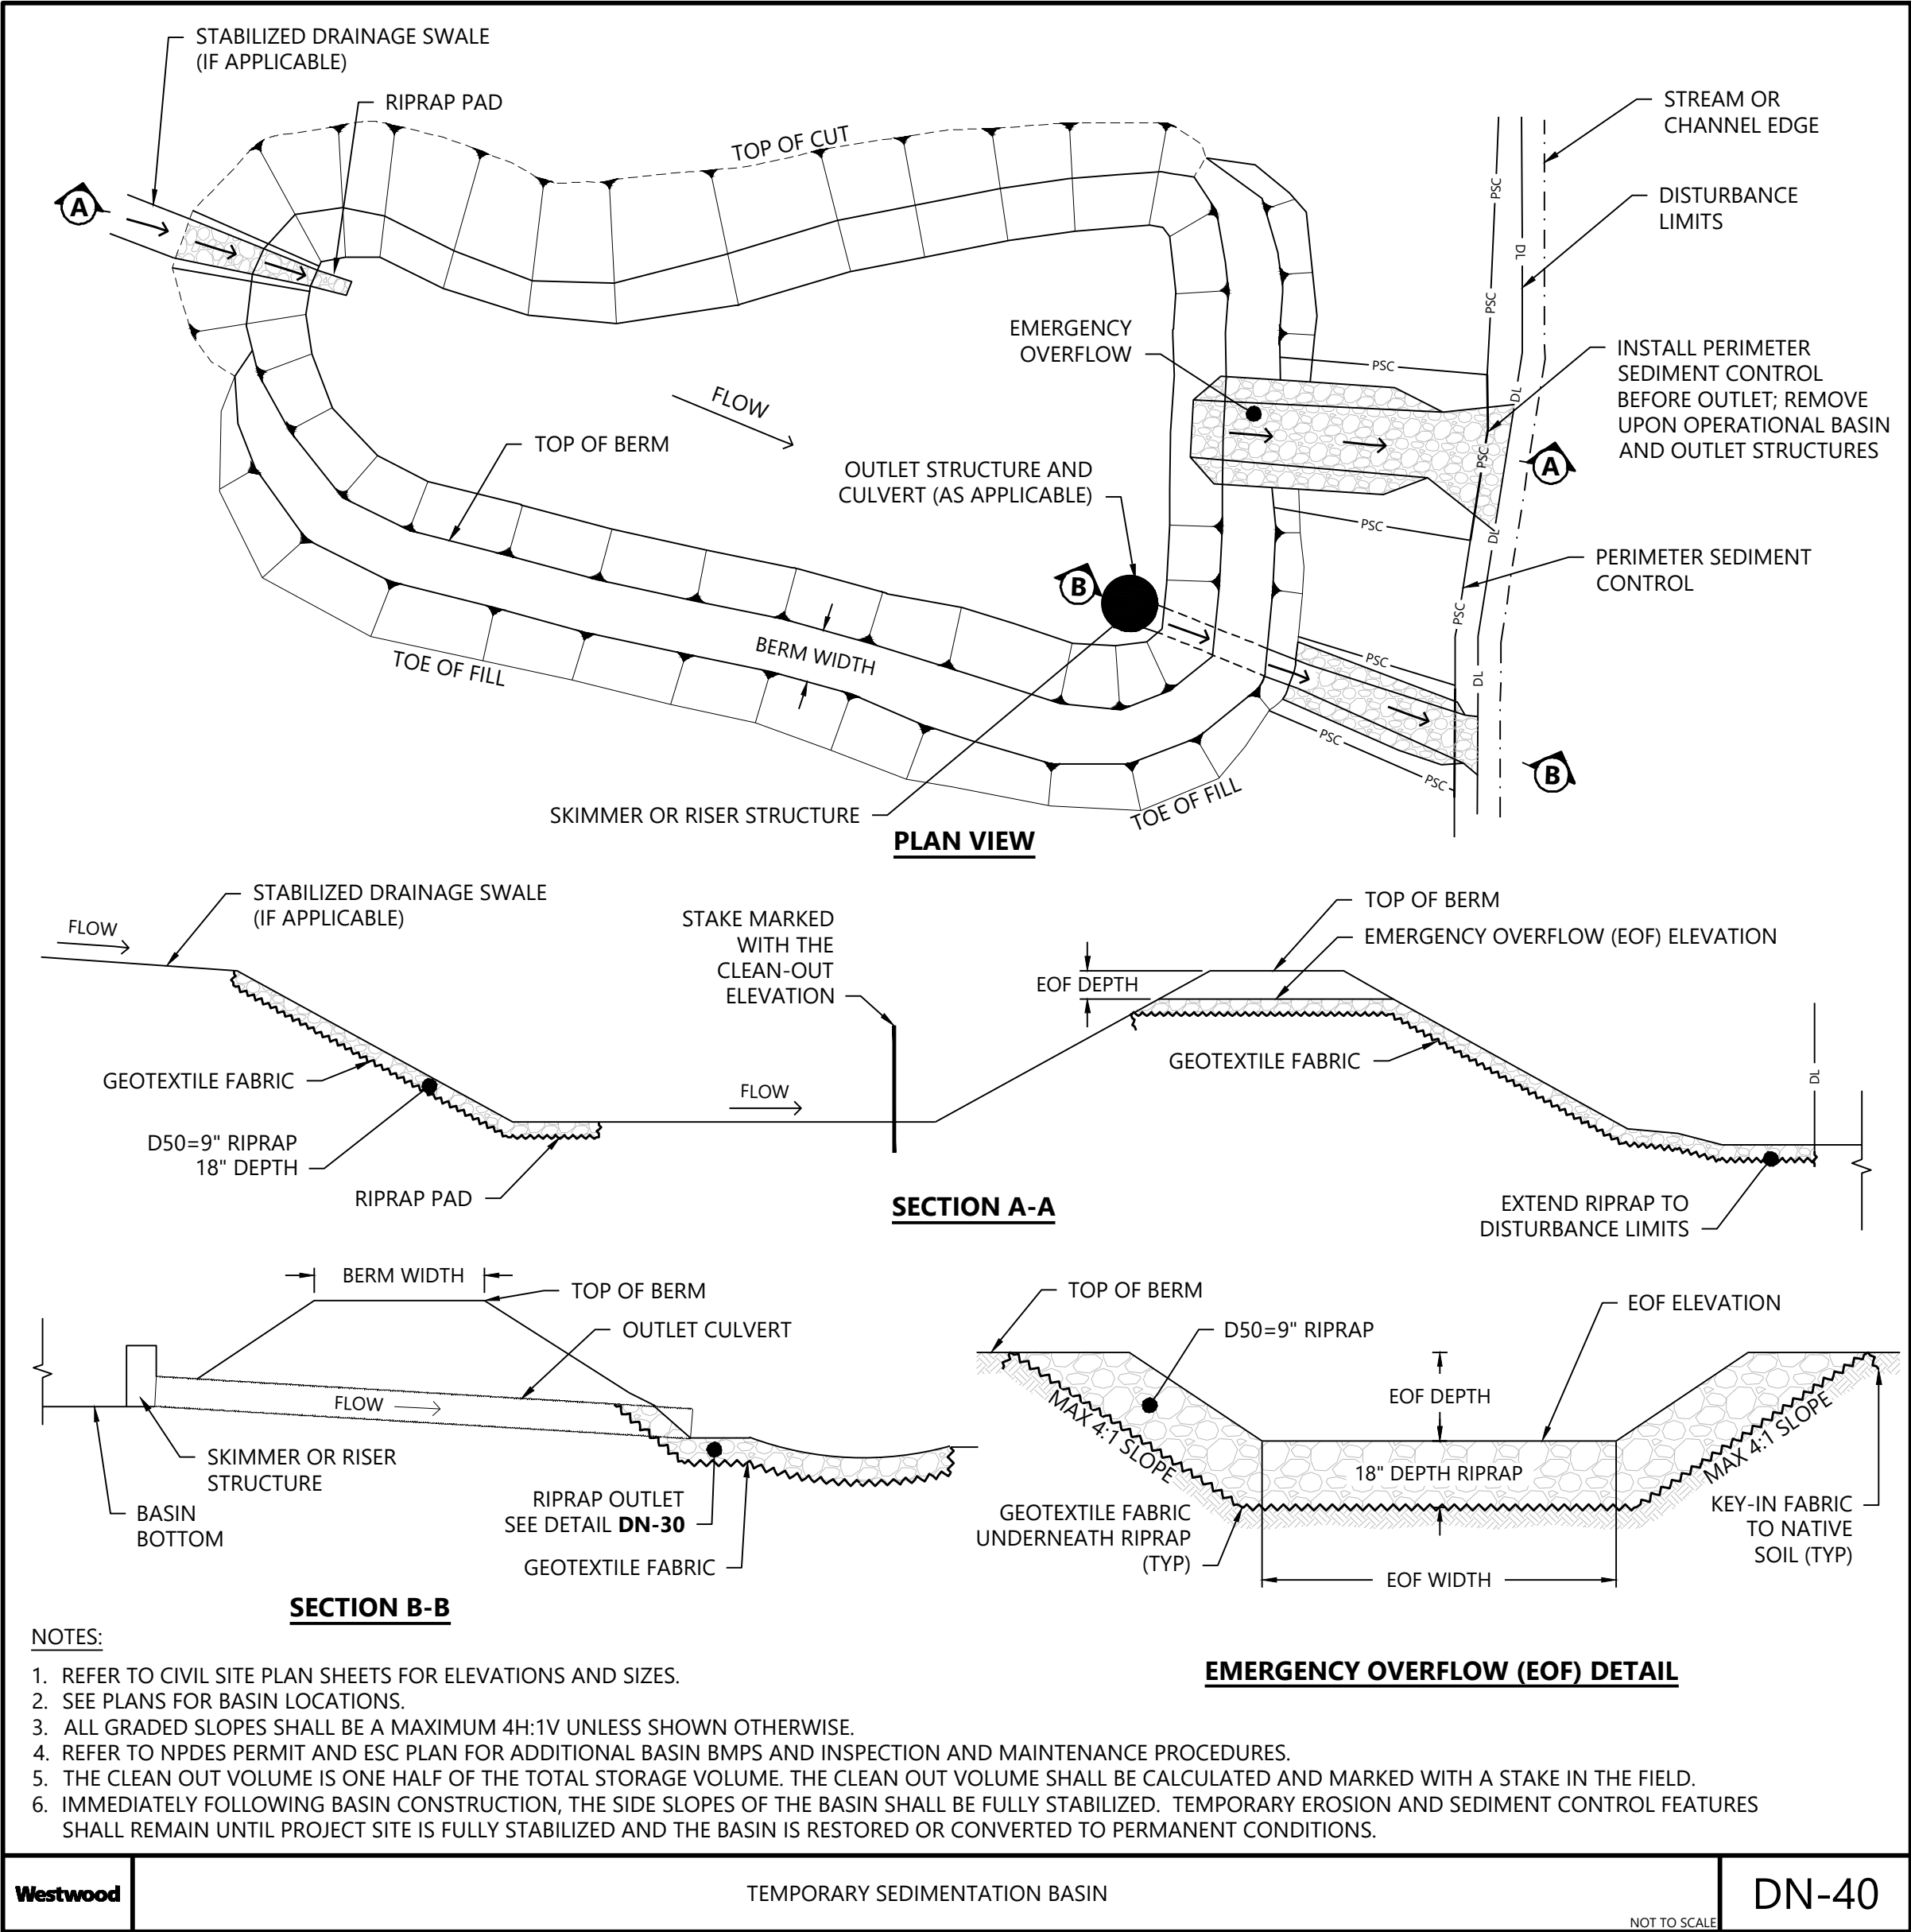 STABILIZED DRAINAGE SWALE
(IF APPLICABLE)
RIPRAP PAD
TOP OF CUT
STREAM OR
CHANNEL EDGE
A
PSC
DISTURBANCE
LIMITS
DL
PSC
EMERGENCY
OVERFLOW
INSTALL PERIMETER
SEDIMENT CONTROL
BEFORE OUTLET; REMOVE
UPON OPERATIONAL BASIN
AND OUTLET STRUCTURES
PSC
DL
FLOW
TOP OF BERM
OUTLET STRUCTURE AND
CULVERT (AS APPLICABLE)
PSC
A
PSC
DL
PERIMETER SEDIMENT
CONTROL
B
PSC
BERM WIDTH
TOE OF FILL
PSC
DL
PSC
B
PSC
SKIMMER OR RISER STRUCTURE
TOE OF FILL
PLAN VIEW
STABILIZED DRAINAGE SWALE
(IF APPLICABLE)
FLOW
STAKE MARKED
WITH THE
CLEAN-OUT
ELEVATION
TOP OF BERM
EMERGENCY OVERFLOW (EOF) ELEVATION
EOF DEPTH
GEOTEXTILE FABRIC
GEOTEXTILE FABRIC
FLOW
DL
D50=9" RIPRAP
18" DEPTH
RIPRAP PAD
EXTEND RIPRAP TO
DISTURBANCE LIMITS
SECTION A-A
BERM WIDTH
TOP OF BERM
OUTLET CULVERT
FLOW
SKIMMER OR RISER
STRUCTURE
BASIN
BOTTOM
RIPRAP OUTLET
SEE DETAIL DN-30
GEOTEXTILE FABRIC
SECTION B-B
TOP OF BERM
D50=9" RIPRAP
EOF ELEVATION
EOF DEPTH
MAX 4:1 SLOPE
MAX 4:1 SLOPE
18" DEPTH RIPRAP
GEOTEXTILE FABRIC
UNDERNEATH RIPRAP
(TYP)
KEY-IN FABRIC
TO NATIVE
SOIL (TYP)
EOF WIDTH
EMERGENCY OVERFLOW (EOF) DETAIL
NOTES:
1. REFER TO CIVIL SITE PLAN SHEETS FOR ELEVATIONS AND SIZES.
2. SEE PLANS FOR BASIN LOCATIONS.
3. ALL GRADED SLOPES SHALL BE A MAXIMUM 4H:1V UNLESS SHOWN OTHERWISE.
4. REFER TO NPDES PERMIT AND ESC PLAN FOR ADDITIONAL BASIN BMPS AND INSPECTION AND MAINTENANCE PROCEDURES.
5. THE CLEAN OUT VOLUME IS ONE HALF OF THE TOTAL STORAGE VOLUME. THE CLEAN OUT VOLUME SHALL BE CALCULATED AND MARKED WITH A STAKE IN THE FIELD.
6. IMMEDIATELY FOLLOWING BASIN CONSTRUCTION, THE SIDE SLOPES OF THE BASIN SHALL BE FULLY STABILIZED. TEMPORARY EROSION AND SEDIMENT CONTROL FEATURES
SHALL REMAIN UNTIL PROJECT SITE IS FULLY STABILIZED AND THE BASIN IS RESTORED OR CONVERTED TO PERMANENT CONDITIONS.
Westwood
TEMPORARY SEDIMENTATION BASIN
NOT TO SCALE
DN-40